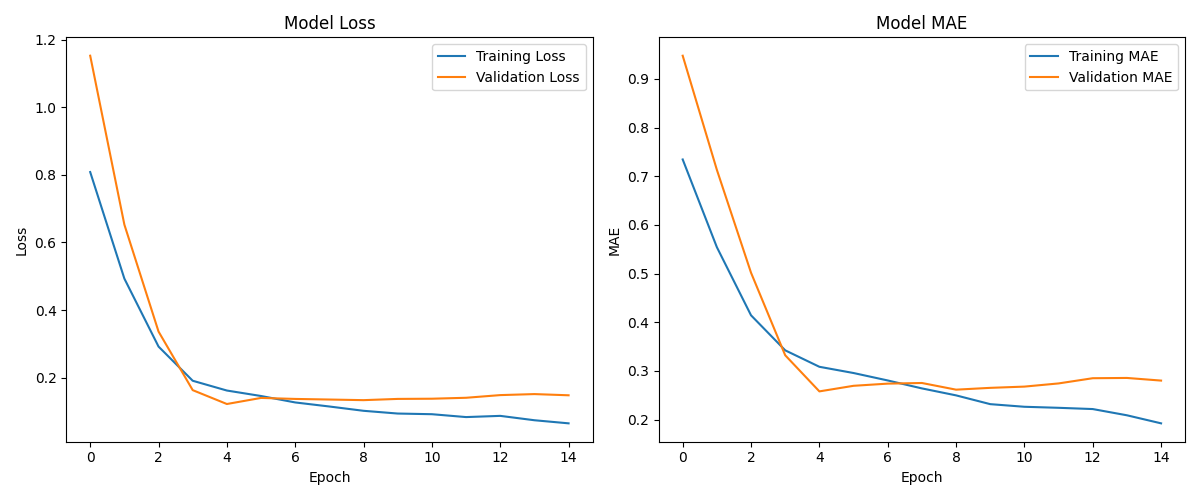 Model Loss
1.2
1.0
0.8
0.6
0.4
0.2
Loss
0 2 4 6 8 10 12 14
Epoch
Training Loss
Validation Loss
Model MAE
0.9
0.8
0.7
0.6
0.5
0.4
0.3
0.2
MAE
0 2 4 6 8 10 12 14
Epoch
Training MAE
Validation MAE